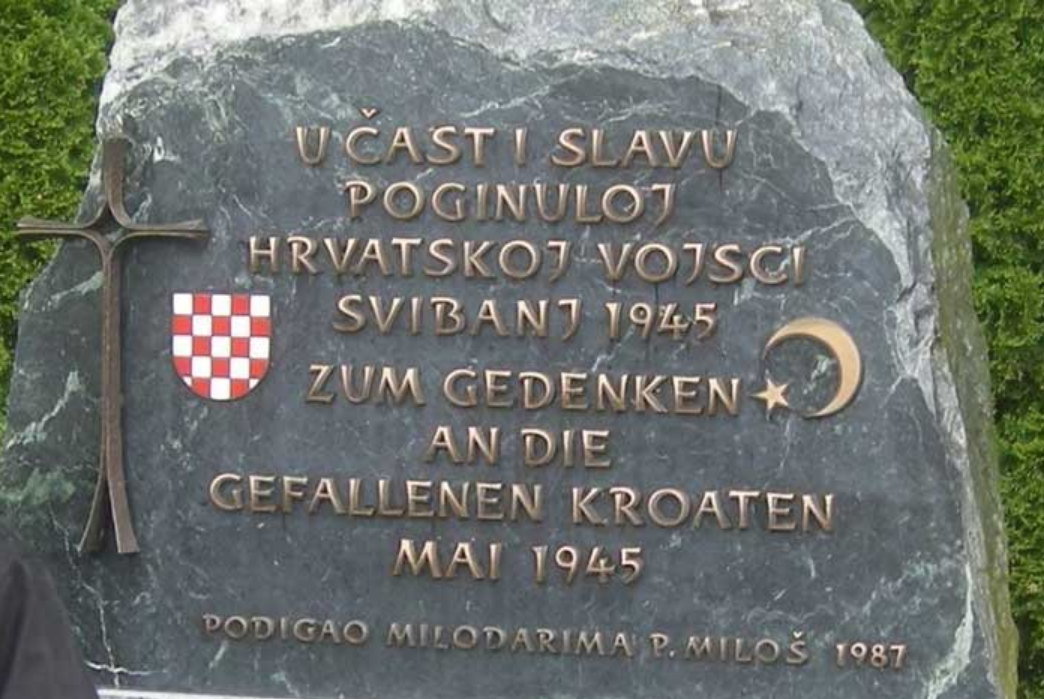 U ČAST I SLAVU
POGINULOJ
HRVATSKOJ VOJSCI
SVIBANJ 1945
ZUM GEDENKEN
AN DIE
GEFALLENEN KROATEN
MAI 1945
PODIGAO MILODARIMA P. MILOŠ 1987